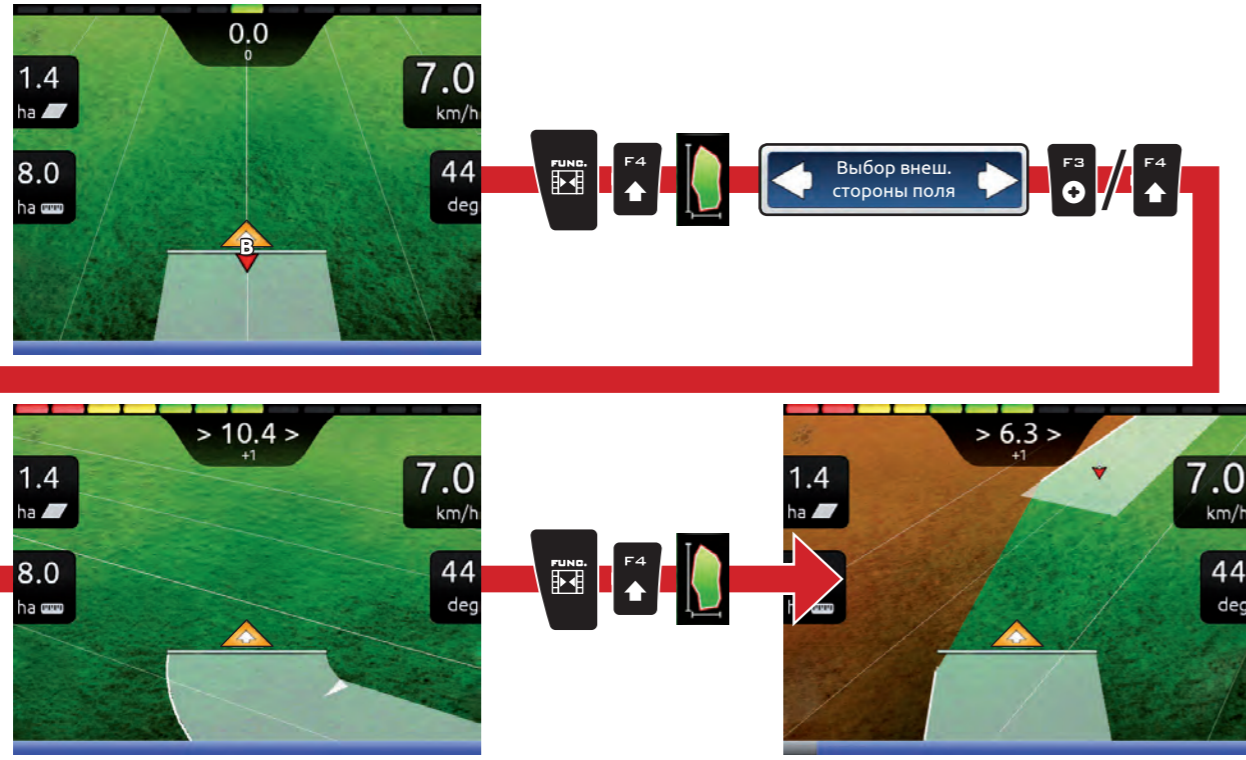 0.0
0
1.4
ha
7.0
km/h
8.0
ha
44
deg
B
FUNC.
F4
Выбор внеш.
стороны поля
F3
/
F4
> 10.4 >
+1
1.4
ha
7.0
km/h
8.0
ha
44
deg
FUNC.
F4
> 6.3 >
+1
1.4
ha
7.0
km/h
44
deg